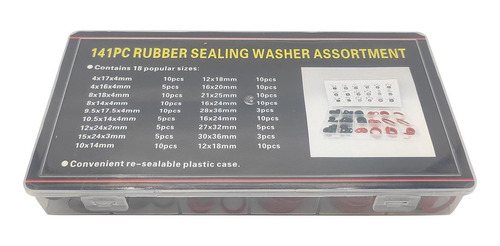 141PC RUBBER SEALING WASHER ASSORTMENT
● Contains 18 popular sizes:
4x17x4mm 10pcs 12x18mm 10pcs
4x16x4mm 5pcs 16x20mm 10pcs
8x18x4mm 10pcs 21x25mm 10pcs
8x14x4mm 10pcs 16x24mm 10pcs
9.5x17.5x4mm 10pcs 28x36mm 3pcs
10.5x14x4mm 5pcs 16x24mm 10pcs
12x24x2mm 5pcs 27x32mm 5pcs
15x24x3mm 5pcs 30x36mm 3pcs
10x14mm 10pcs 12x18mm 10pcs
● Convenient re-sealable plastic case.